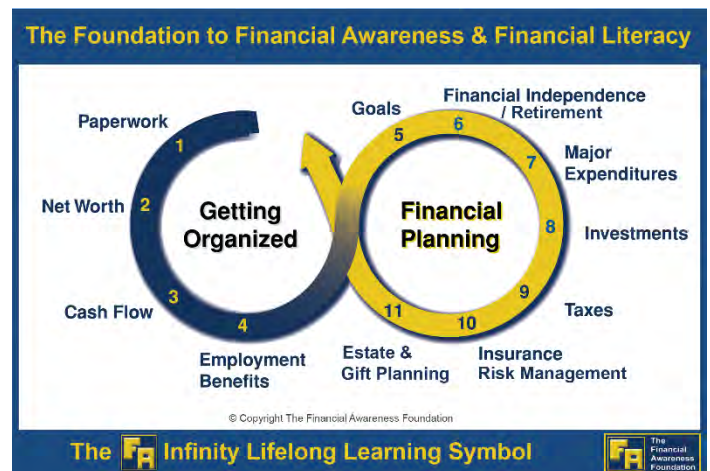 The Foundation to Financial Awareness & Financial Literacy
Paperwork
1
Net Worth
2
Cash Flow
3
4
Employment
Benefits
Getting
Organized
Goals
5
Financial Independence
/ Retirement
6
7
Major
Expenditures
8
Investments
9
Taxes
10
Insurance
Risk Management
11
Estate &
Gift Planning
Financial
Planning
© Copyright The Financial Awareness Foundation
The FA Infinity Lifelong Learning Symbol
FA
The
Financial
Awareness
Foundation